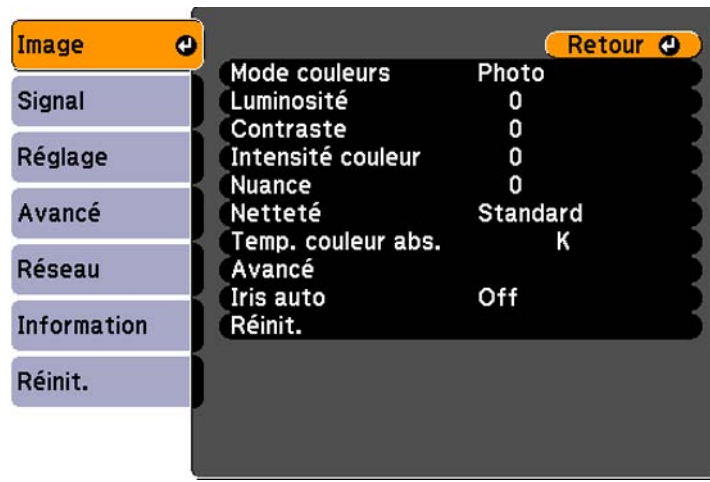 Image
Signal
Réglage
Avancé
Réseau
Information
Réinit.
Retour
Mode couleurs Photo
Luminosité 0
Contraste 0
Intensité couleur 0
Nuance 0
Netteté Standard
Temp. couleur abs. K
Avancé
Iris auto Off
Réinit.